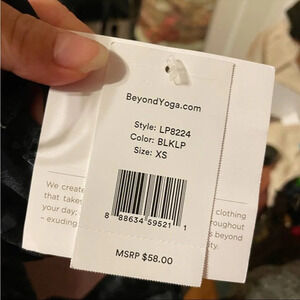 BeyondYoga.com
Style: LP8224
Color: BLKLP
Size: XS
We create
that takes
your day:
– exuding
clothing
roughout
s beyond
ty.
8 88634 59521 1
MSRP $58.00